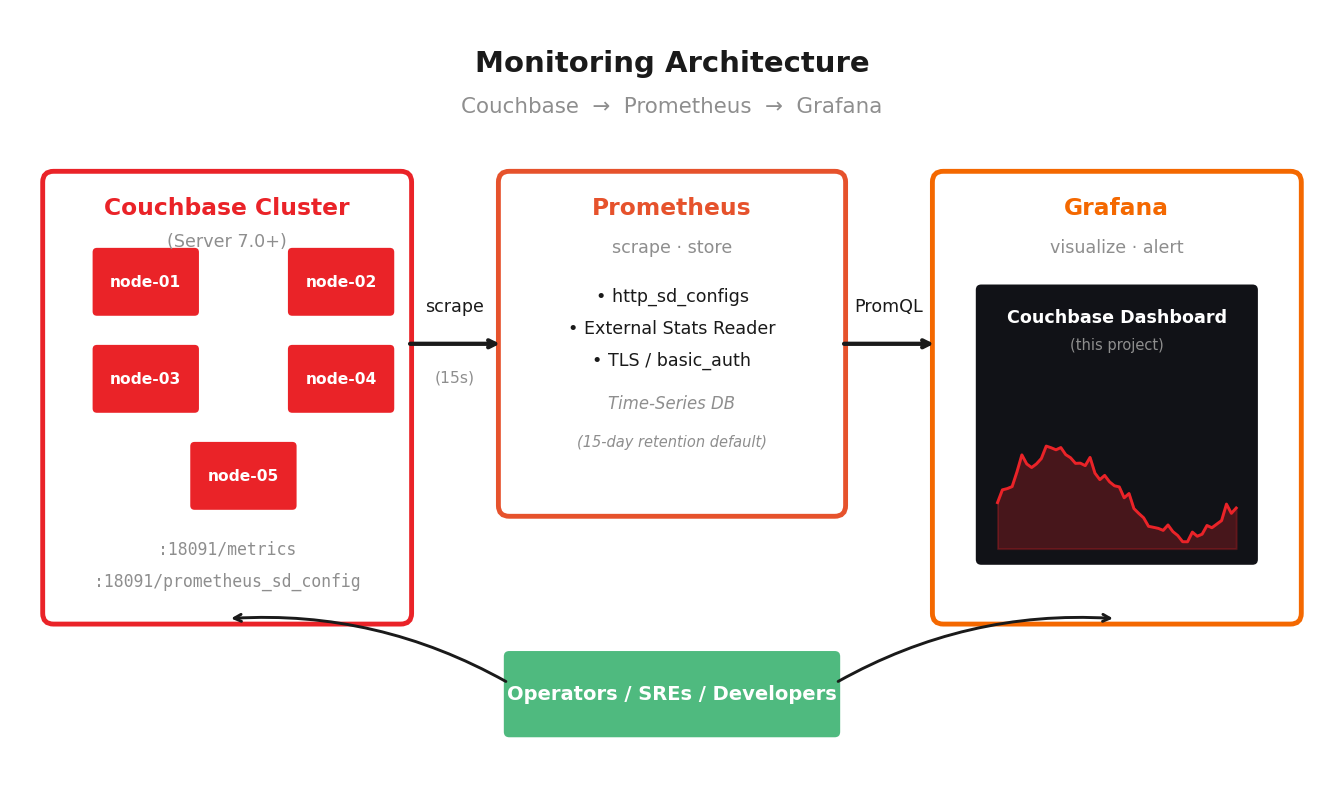 Monitoring Architecture
Couchbase → Prometheus → Grafana
Couchbase Cluster
(Server 7.0+)
node-01
node-02
node-03
node-04
node-05
:18091/metrics
:18091/prometheus_sd_config
scrape
(15s)
Prometheus
scrape · store
• http_sd_configs
• External Stats Reader
• TLS / basic_auth
Time-Series DB
(15-day retention default)
PromQL
Grafana
visualize · alert
Couchbase Dashboard
(this project)
Operators / SREs / Developers